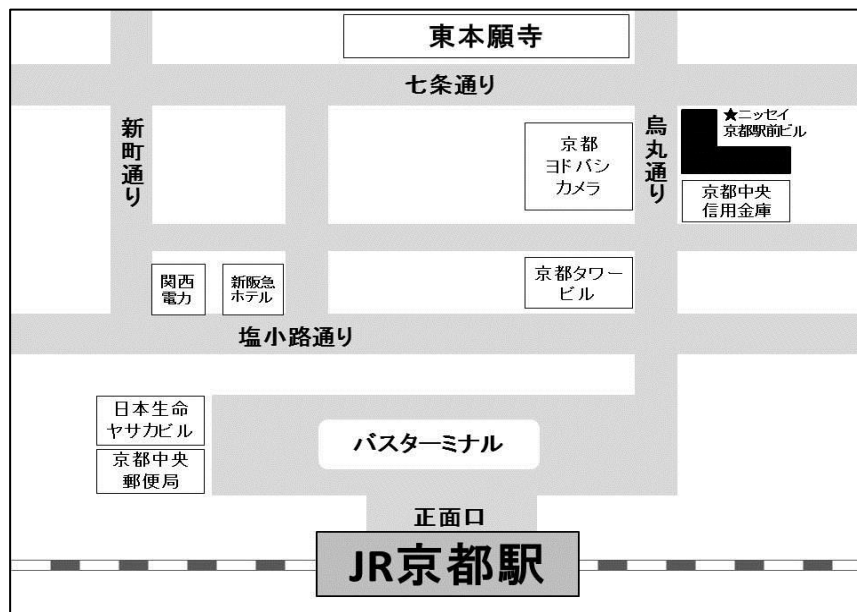 東本願寺
七条通り
新町通り
烏丸通り
★ニッセイ
京都駅前ビル
京都
ヨドバシ
カメラ
京都中央
信用金庫
関西
電力
新阪急
ホテル
京都タワー
ビル
塩小路通り
日本生命
ヤサカビル
京都中央
郵便局
バスターミナル
正面口
JR京都駅